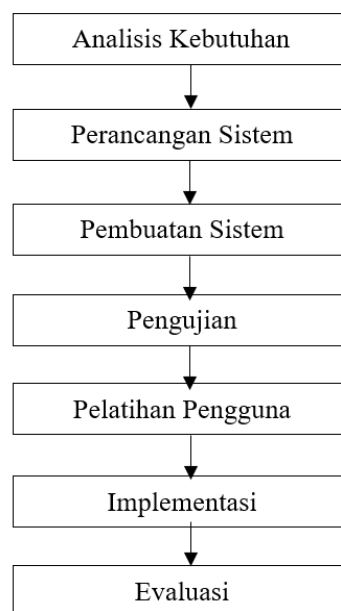 Analisis Kebutuhan
Perancangan Sistem
Pembuatan Sistem
Pengujian
Pelatihan Pengguna
Implementasi
Evaluasi